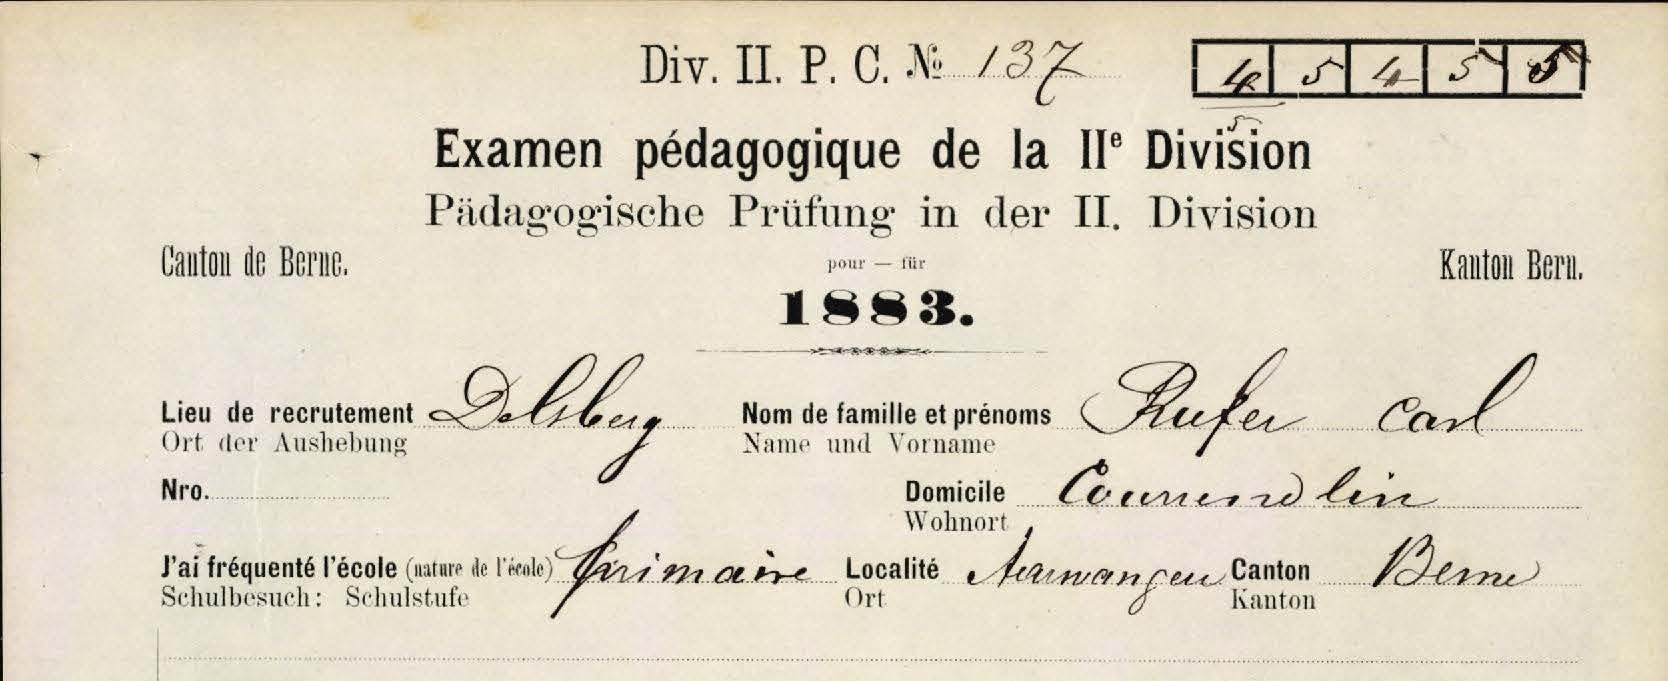 Div. II. P. C. № 137 4 5 4 5 5
5
Examen pédagogique de la IIe Division
Pädagogische Prüfung in der II. Division
Canton de Berne. pour — für Kanton Bern.
1883.
Lieu de recrutement Delsberg Nom de famille et prénoms Rufer Carl
Ort der Aushebung Name und Vorname
Nro. Domicile Courrendlin
Wohnort
J'ai fréquenté l'école (nature de l'école) primaire Localité Aarwangen Canton Berne
Schulbesuch: Schulstufe Ort Kanton